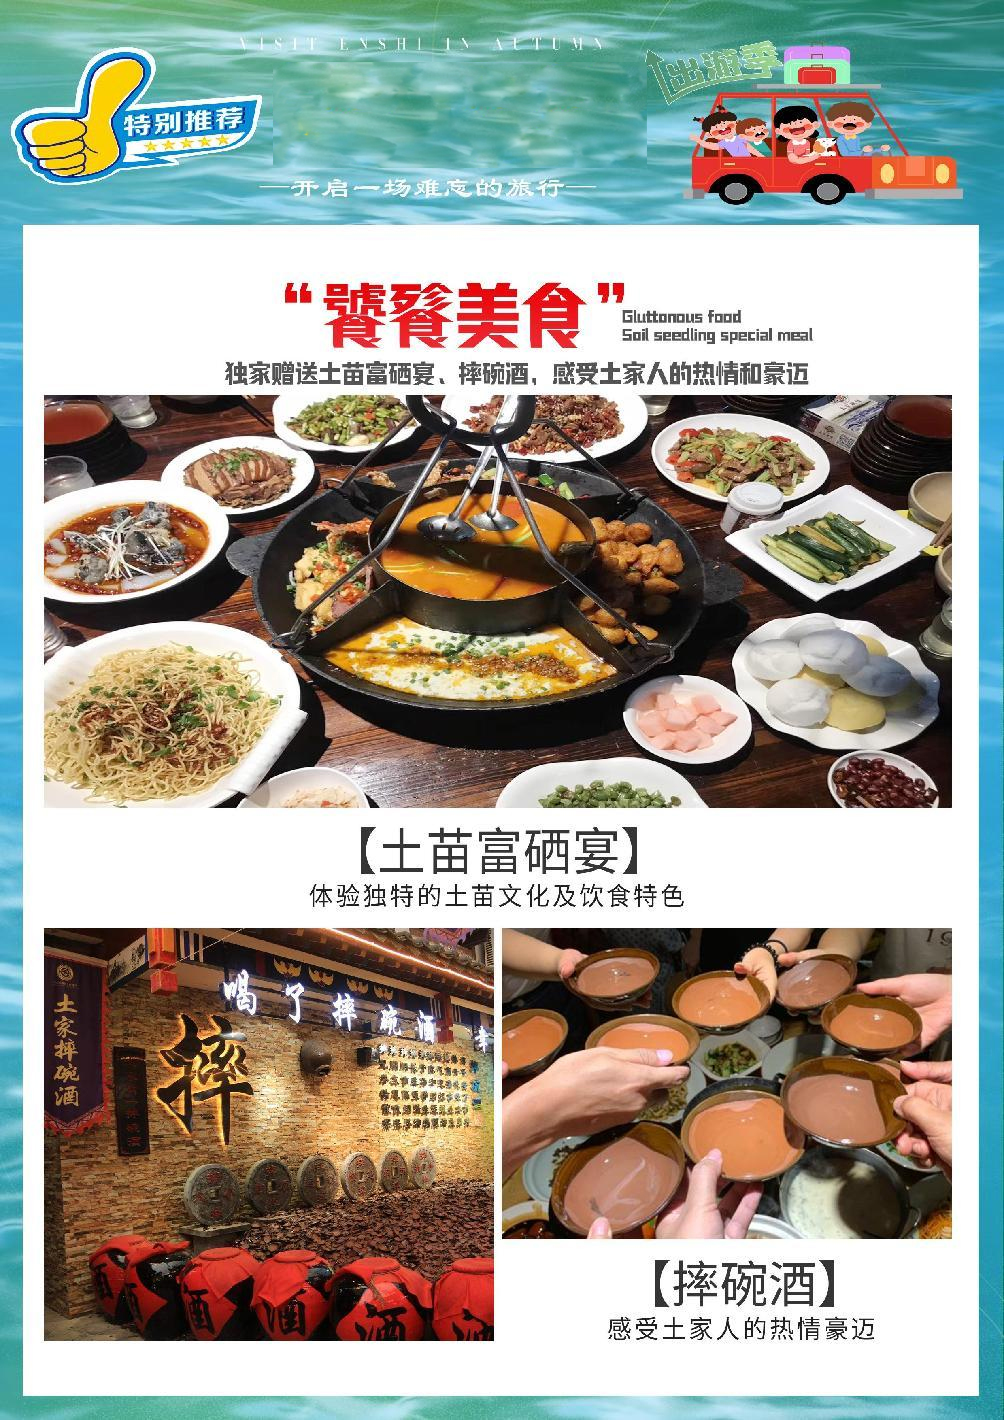 VISIT ENSHI IN AUTUMN
出游季
特别推荐
—开启一场难忘的旅行—
“饕餮美食”
Gluttonous food
Soil seedling special meal
独家赠送土苗富硒宴、摔碗酒，感受土家人的热情和豪迈
【土苗富硒宴】
体验独特的土苗文化及饮食特色
喝了摔碗酒
土家摔碗酒
摔
酒
酒
酒
酒
酒
【摔碗酒】
感受土家人的热情豪迈